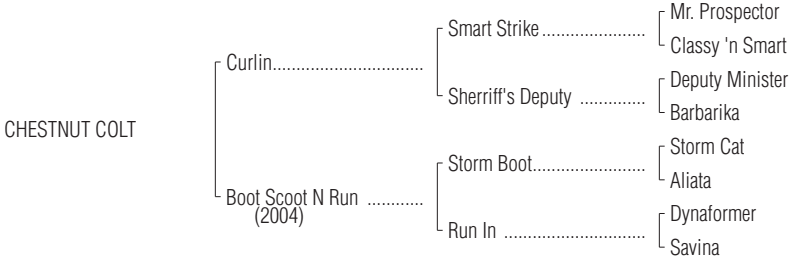 Mr. Prospector
Smart Strike......................
Classy 'n Smart
Curlin................................
Deputy Minister
Sherriff's Deputy ..............
Barbarika
CHESTNUT COLT
Storm Cat
Storm Boot........................
Aliata
Boot Scoot N Run ............
(2004)
Dynaformer
Run In ..............................
Savina